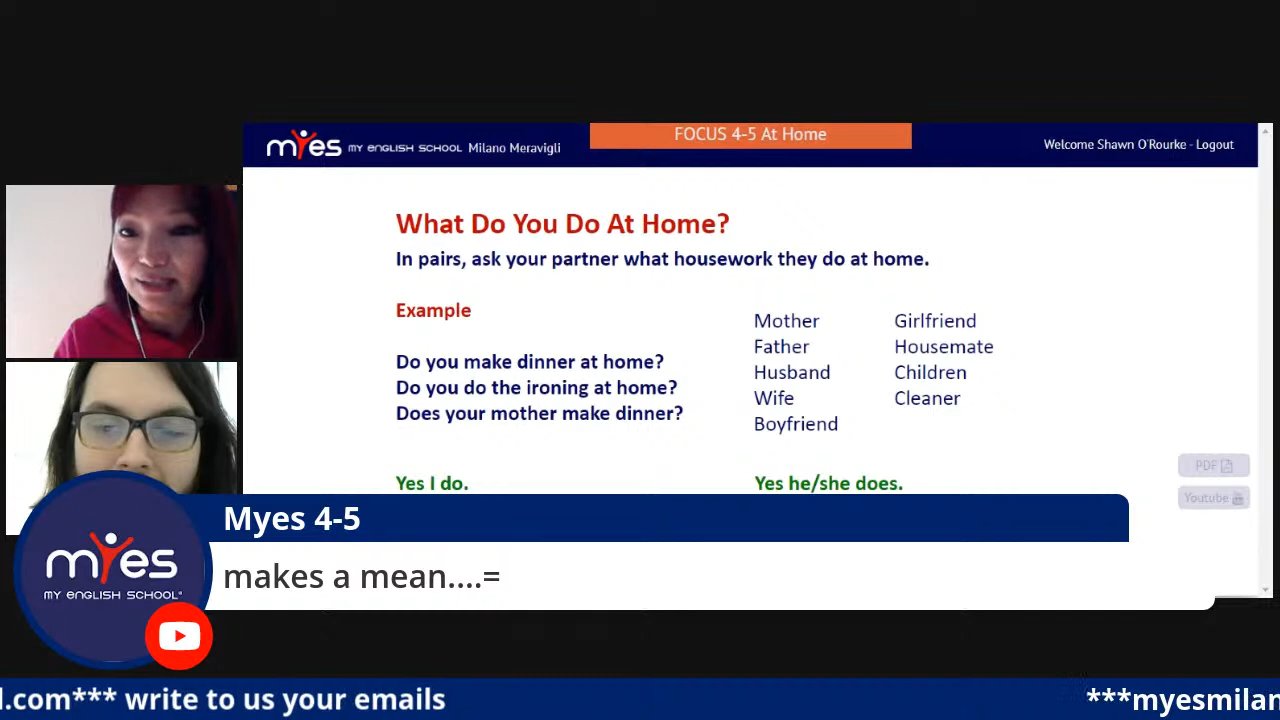 FOCUS 4-5 At Home
myes MY ENGLISH SCHOOL Milano Meravigli
Welcome Shawn O'Rourke - Logout
What Do You Do At Home?
In pairs, ask your partner what housework they do at home.
Example
Do you make dinner at home?
Do you do the ironing at home?
Does your mother make dinner?
Mother
Father
Husband
Wife
Boyfriend
Girlfriend
Housemate
Children
Cleaner
Yes I do.
Yes he/she does.
PDF
Youtube
Myes 4-5
makes a mean....=
myes
MY ENGLISH SCHOOL
l.com*** write to us your emails
***myesmilan